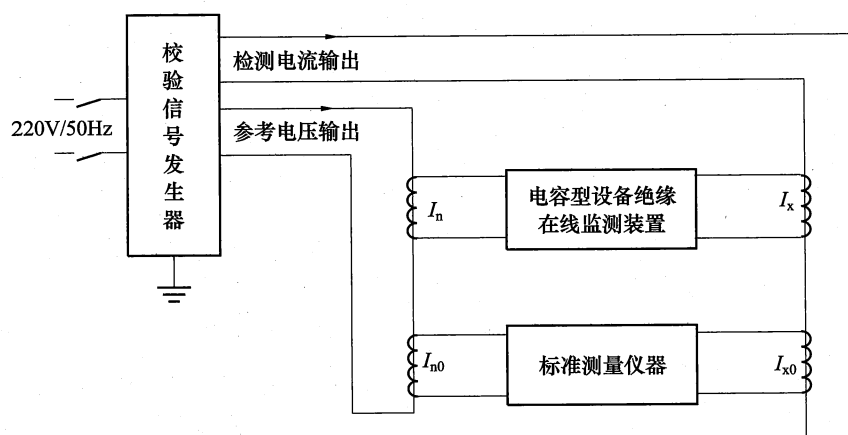 校验信号发生器
220V/50Hz
检测电流输出
参考电压输出
In
电容型设备绝缘
在线监测装置
Ix
In0
标准测量仪器
Ix0